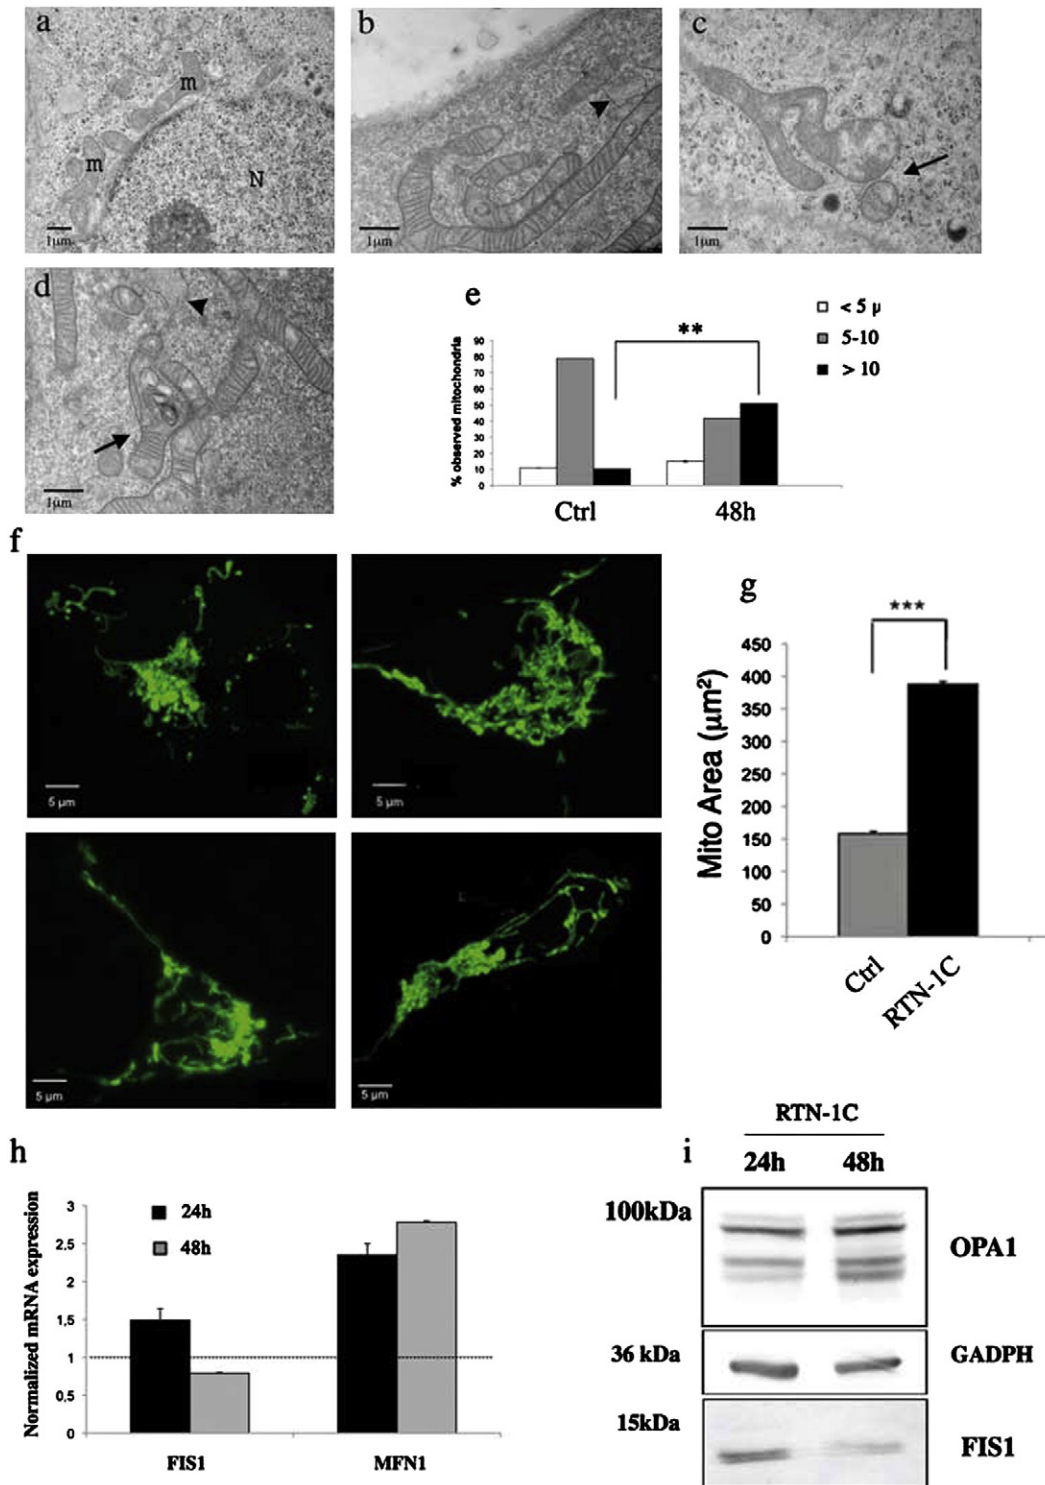 a
m
m
N
1µm
b
1µm
c
1µm
d
1µm
e
< 5 µ
5-10
> 10
**
% observed mitochondria
90
80
70
60
50
40
30
20
10
0
Ctrl
48h
f
5 µm
5 µm
5 µm
5 µm
g
***
Mito Area (µm²)
450
400
350
300
250
200
150
100
50
0
Ctrl
RTN-1C
h
24h
48h
Normalized mRNA expression
3
2.5
2
1,5
1
0,5
0
FIS1
MFN1
i
RTN-1C
24h 48h
100kDa
OPA1
36 kDa
GADPH
15kDa
FIS1